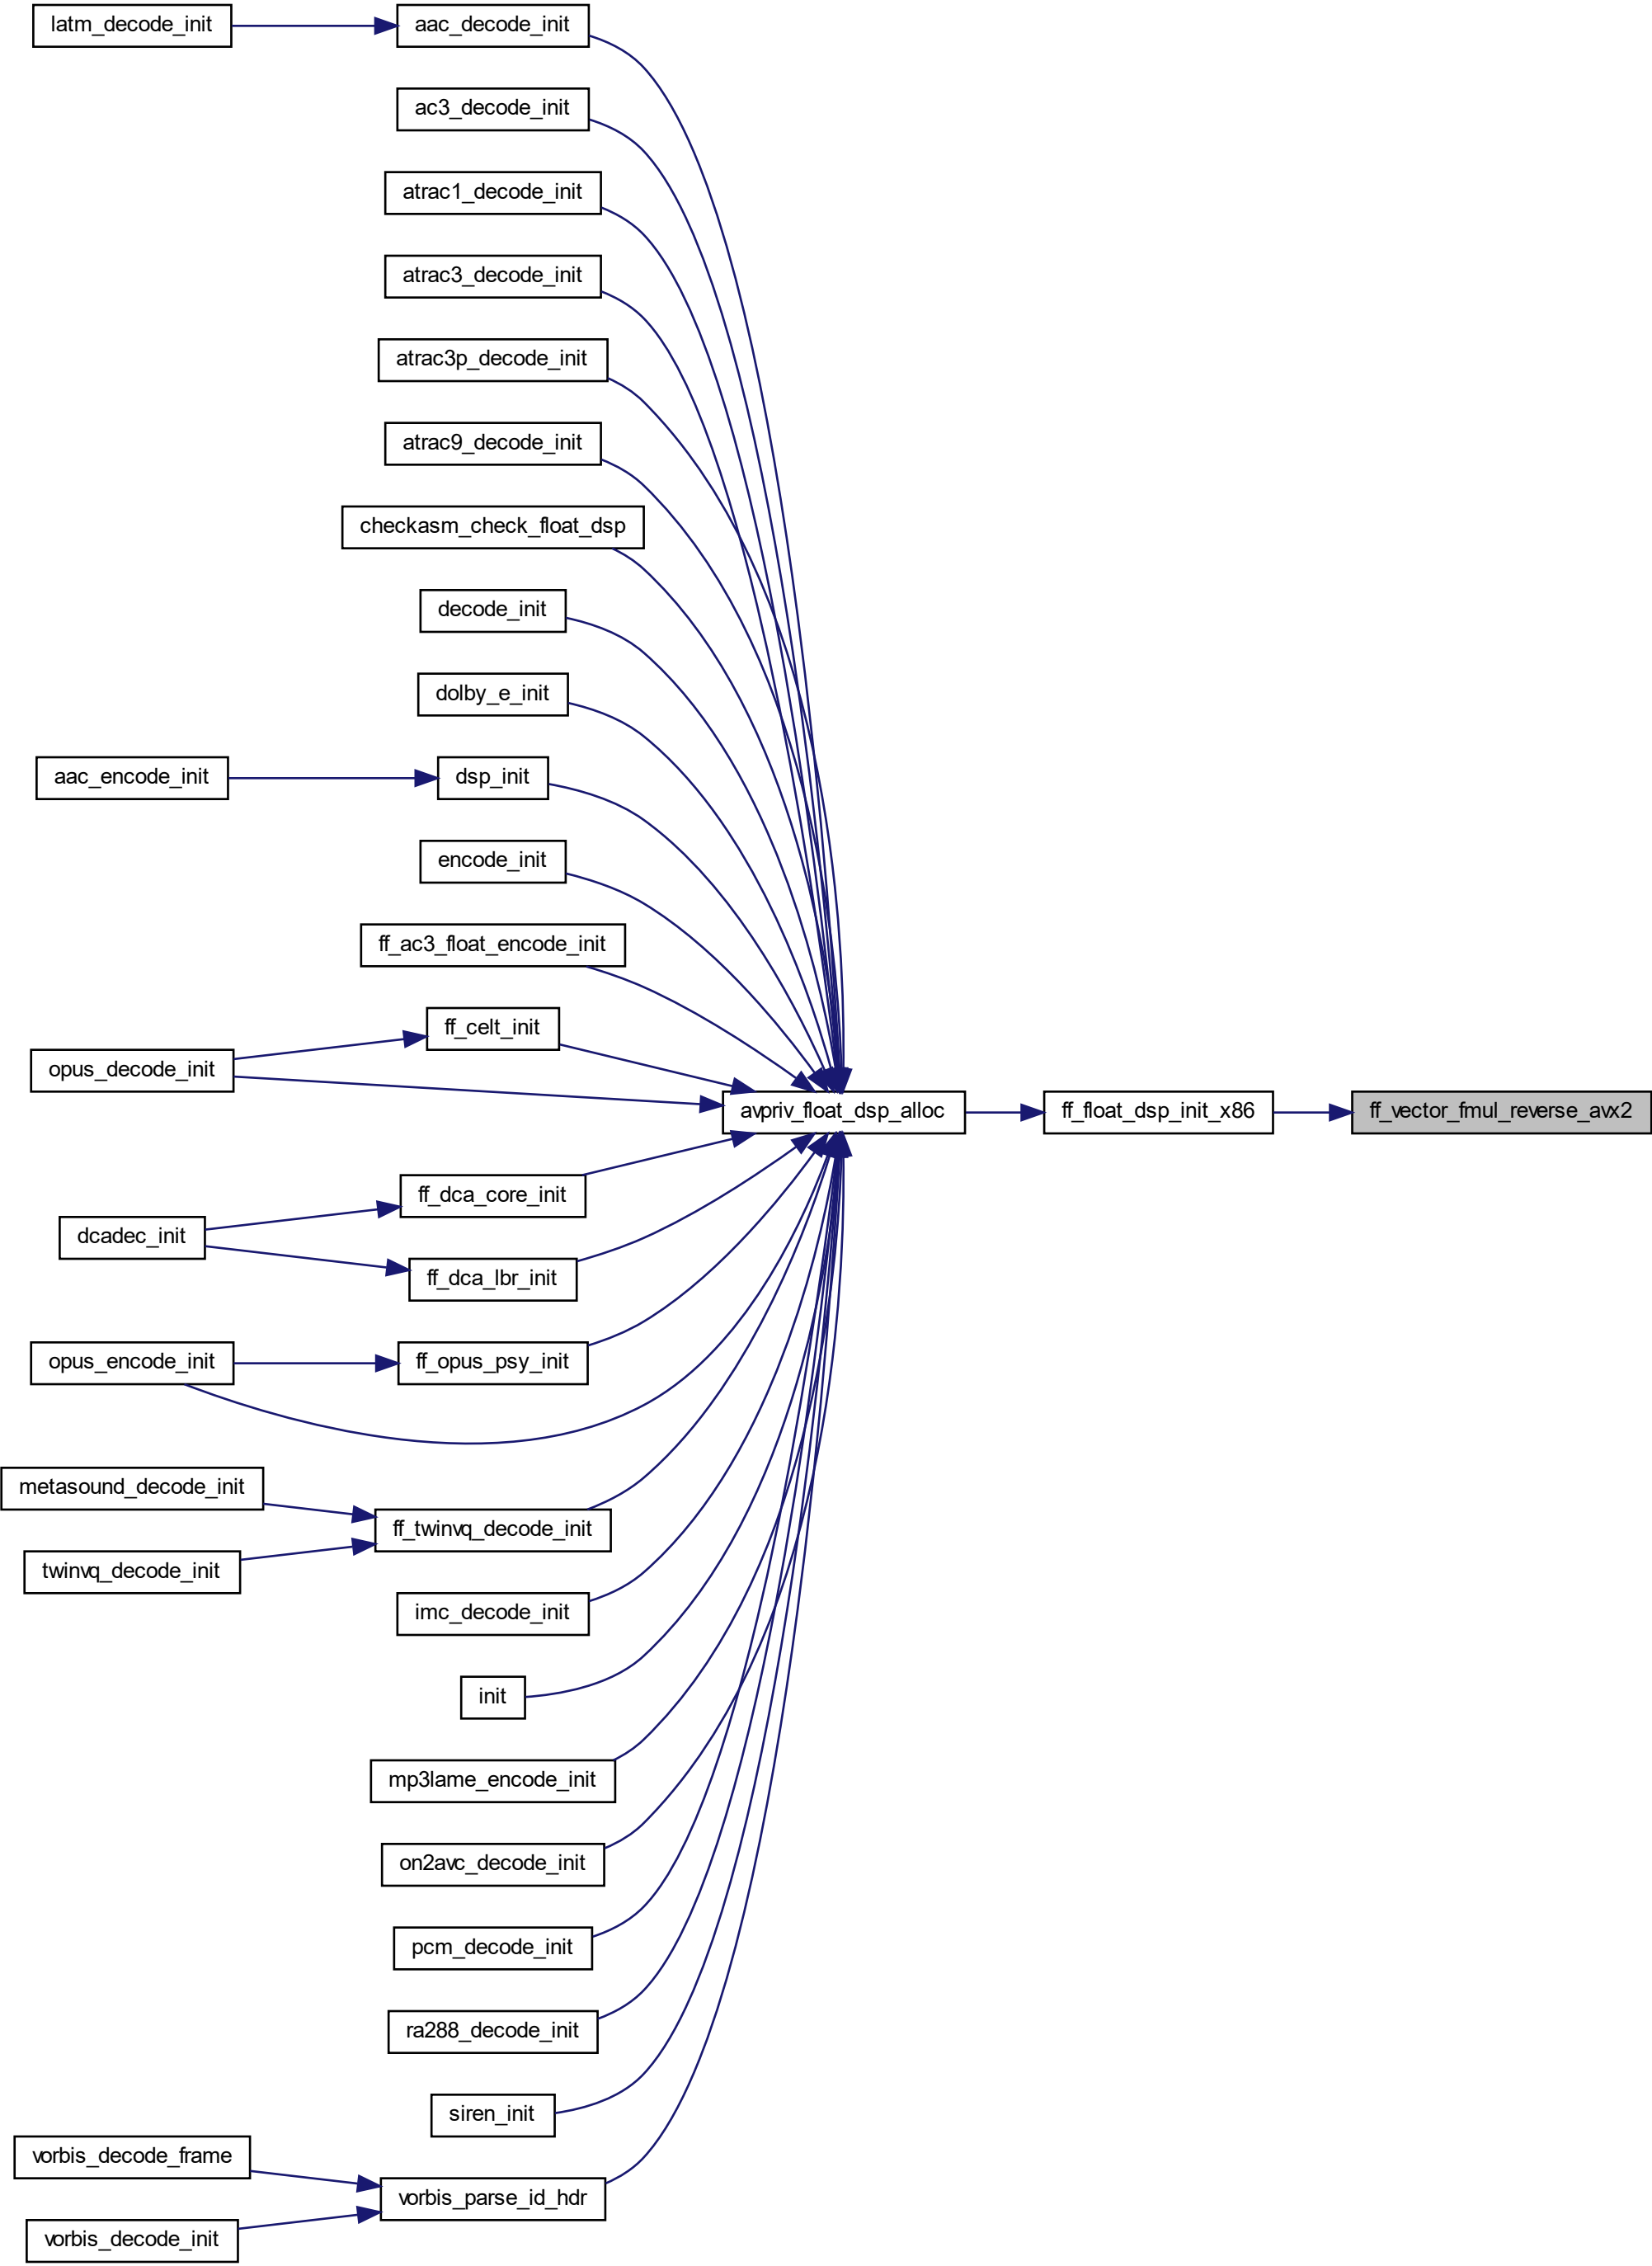 latm_decode_init
aac_decode_init
ac3_decode_init
atrac1_decode_init
atrac3_decode_init
atrac3p_decode_init
atrac9_decode_init
checkasm_check_float_dsp
decode_init
dolby_e_init
aac_encode_init
dsp_init
encode_init
ff_ac3_float_encode_init
ff_celt_init
opus_decode_init
avpriv_float_dsp_alloc
ff_float_dsp_init_x86
ff_vector_fmul_reverse_avx2
ff_dca_core_init
dcadec_init
ff_dca_lbr_init
opus_encode_init
ff_opus_psy_init
metasound_decode_init
ff_twinvq_decode_init
twinvq_decode_init
imc_decode_init
init
mp3lame_encode_init
on2avc_decode_init
pcm_decode_init
ra288_decode_init
siren_init
vorbis_decode_frame
vorbis_parse_id_hdr
vorbis_decode_init